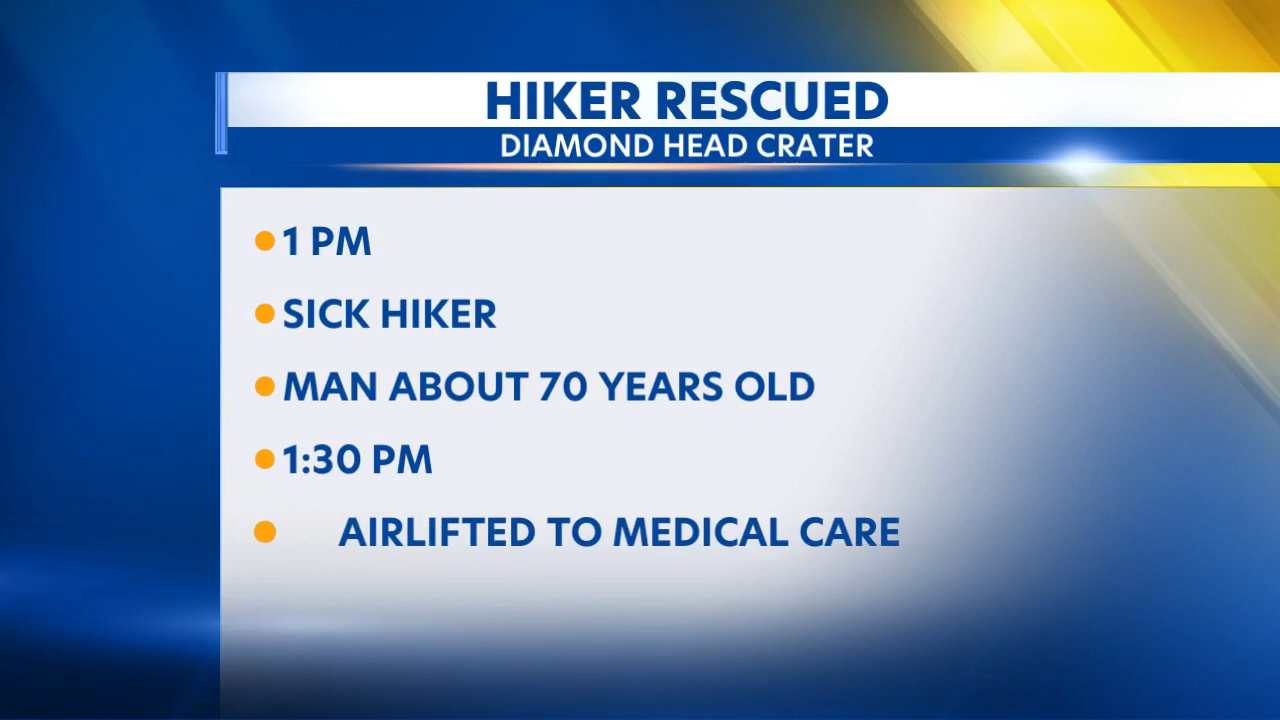 HIKER RESCUED
DIAMOND HEAD CRATER
1 PM
SICK HIKER
MAN ABOUT 70 YEARS OLD
1:30 PM
AIRLIFTED TO MEDICAL CARE